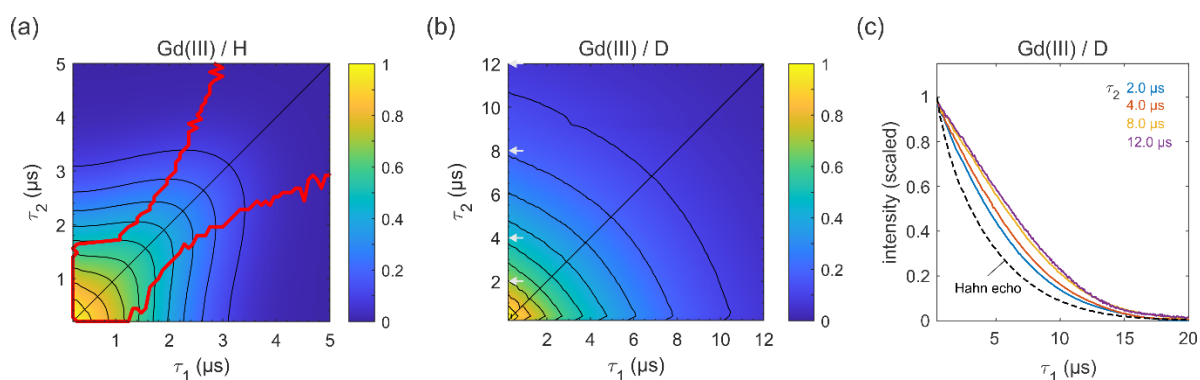 (a)
Gd(III) / H
5
4
3
2
1
τ2 (μs)
1
2
3
4
5
τ1 (μs)
1
0.8
0.6
0.4
0.2
0
(b)
Gd(III) / D
12
10
8
6
4
2
τ2 (μs)
2
4
6
8
10
12
τ1 (μs)
1
0.8
0.6
0.4
0.2
0
(c)
Gd(III) / D
1
0.8
0.6
0.4
0.2
0
intensity (scaled)
τ2 2.0 µs
4.0 µs
8.0 µs
12.0 µs
Hahn echo
5
10
15
20
τ1 (μs)